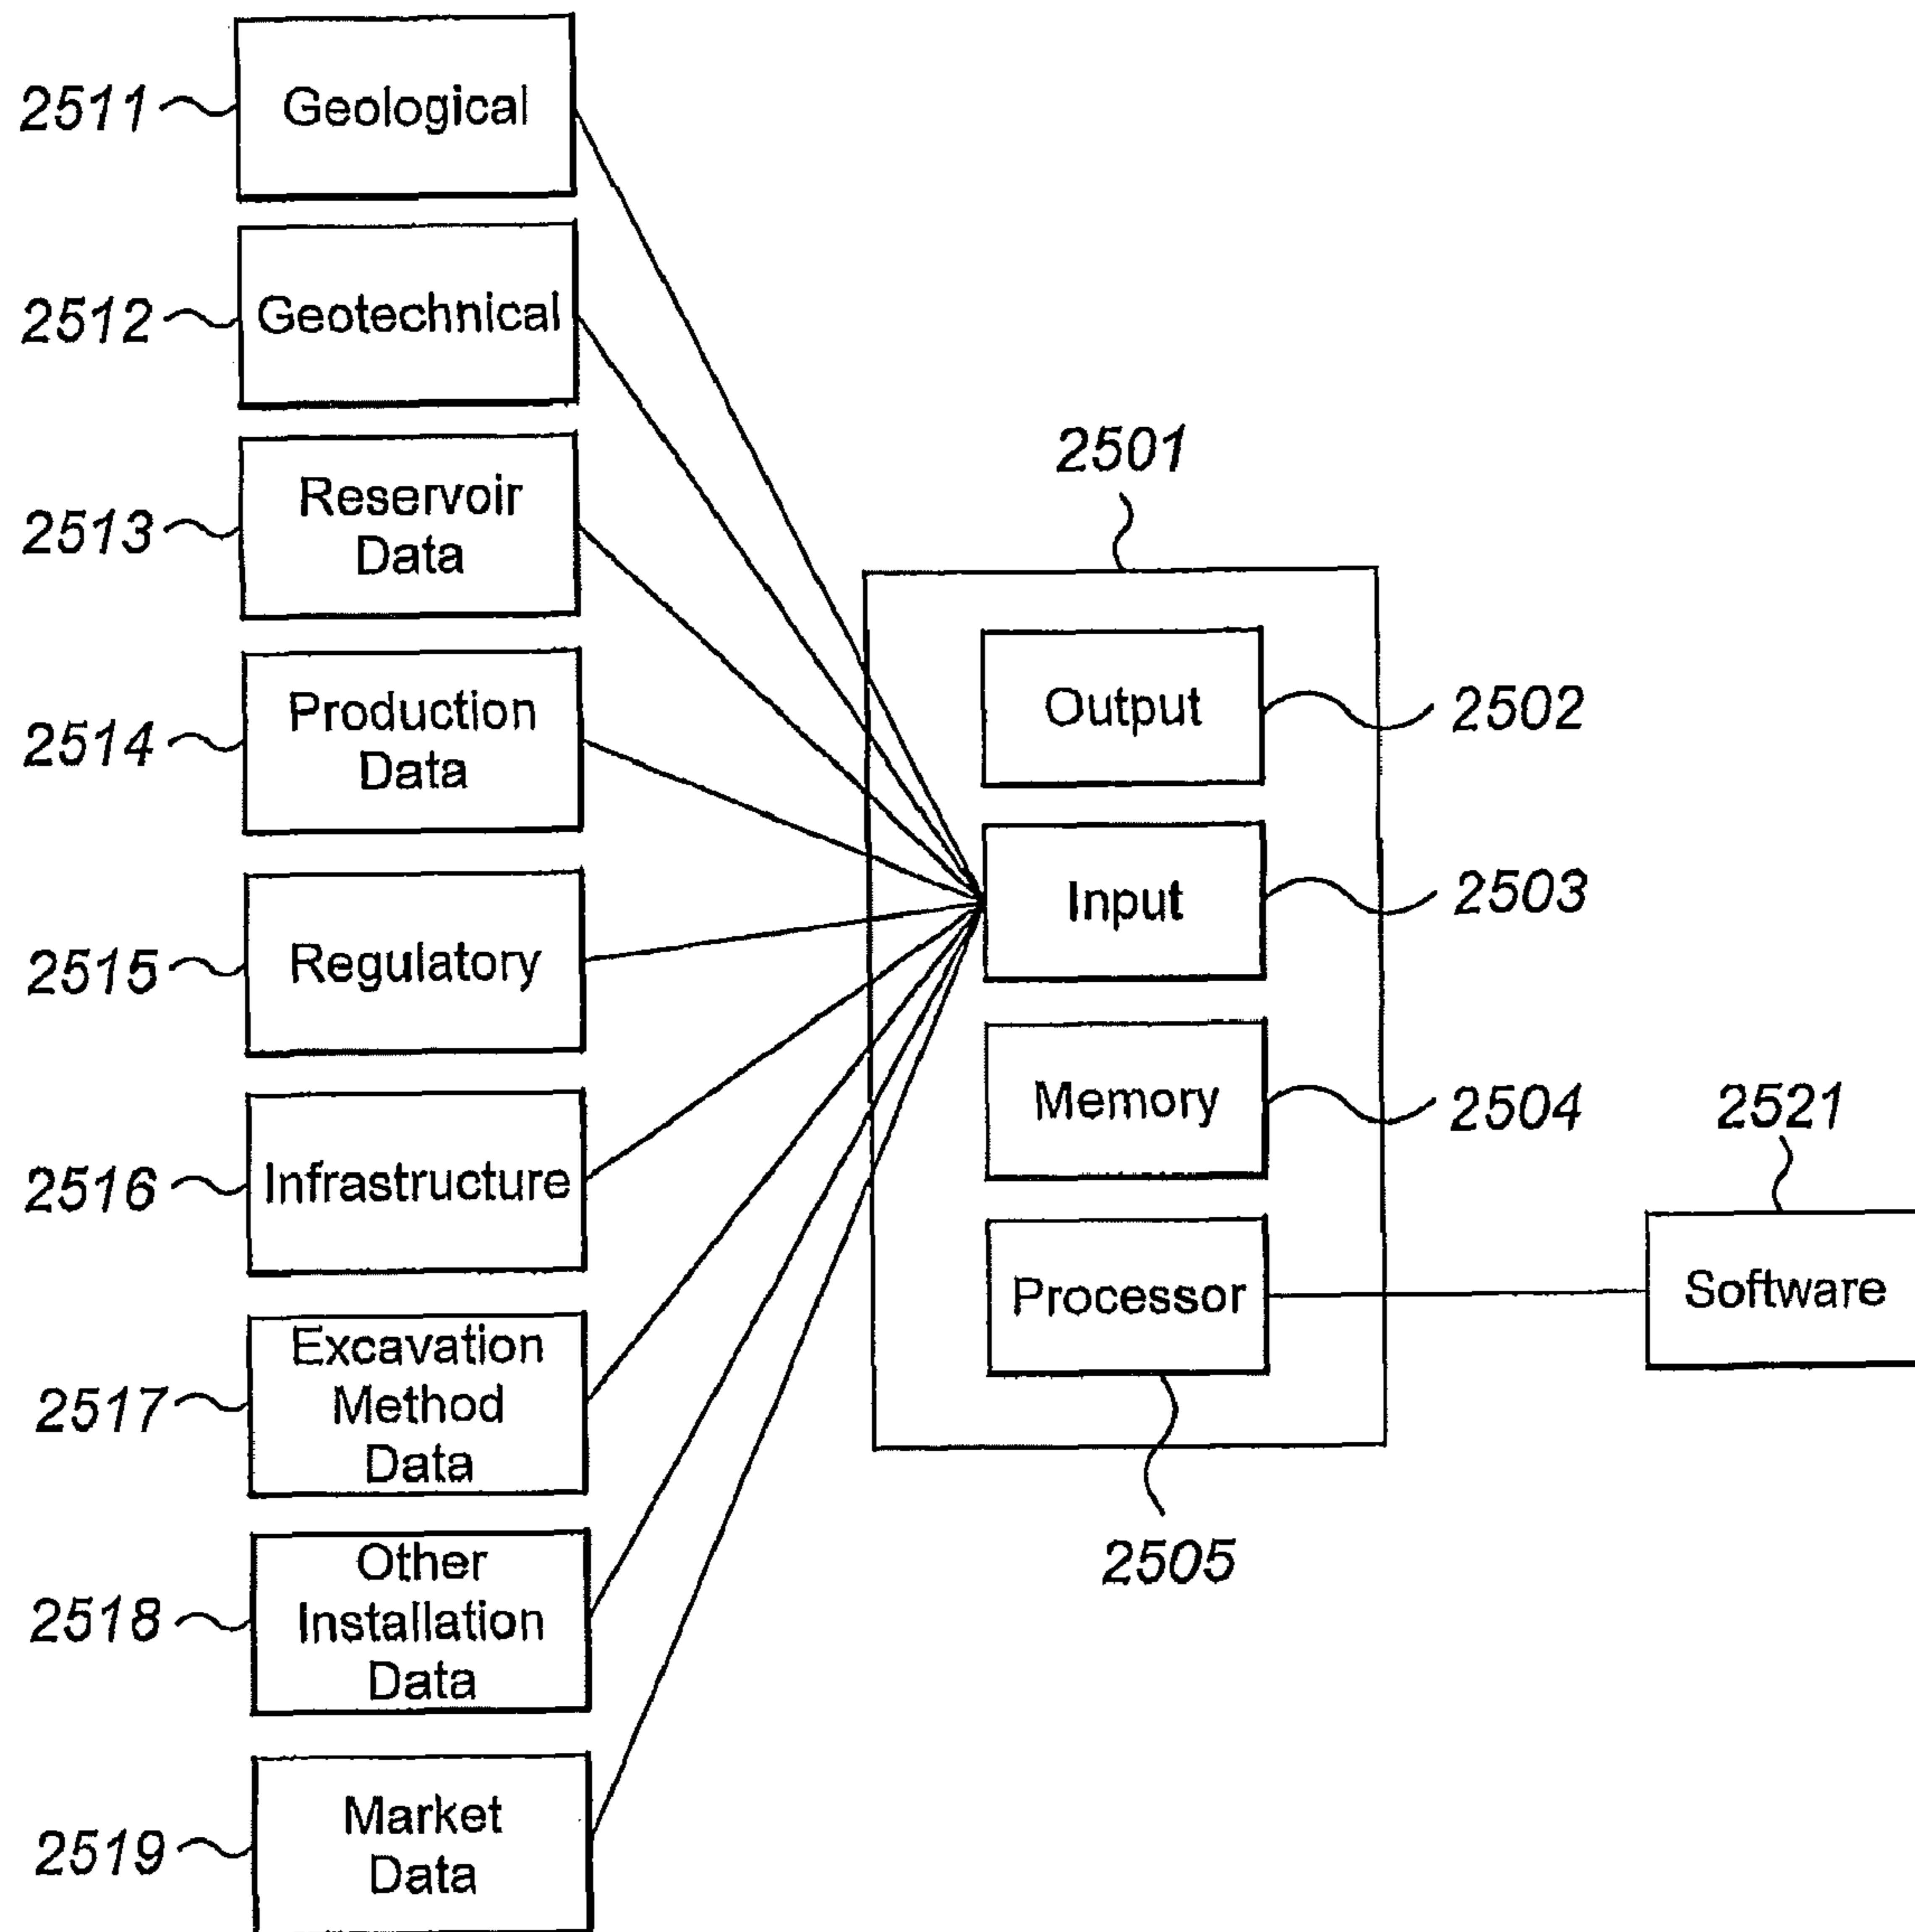 2511
Geological
2512
Geotechnical
2513
Reservoir
Data
2514
Production
Data
2515
Regulatory
2516
Infrastructure
2517
Excavation
Method
Data
2518
Other
Installation
Data
2519
Market
Data
2501
Output
2502
Input
2503
Memory
2504
Processor
2505
2521
Software